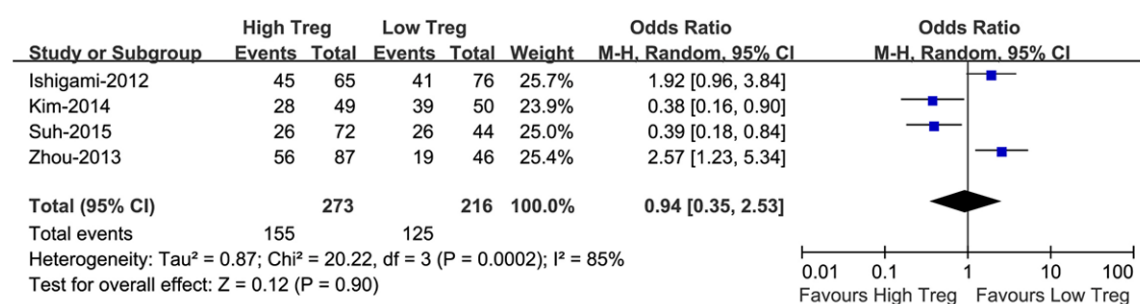 High Treg Low Treg Odds Ratio Odds Ratio
Study or Subgroup Events Total Events Total Weight M-H, Random, 95% CI M-H, Random, 95% CI
Ishigami-2012 45 65 41 76 25.7% 1.92 [0.96, 3.84]
Kim-2014 28 49 39 50 23.9% 0.38 [0.16, 0.90]
Suh-2015 26 72 26 44 25.0% 0.39 [0.18, 0.84]
Zhou-2013 56 87 19 46 25.4% 2.57 [1.23, 5.34]
Total (95% CI) 273 216 100.0% 0.94 [0.35, 2.53]
Total events 155 125
Heterogeneity: Tau² = 0.87; Chi² = 20.22, df = 3 (P = 0.0002); I² = 85%
Test for overall effect: Z = 0.12 (P = 0.90)
0.01 0.1 1 10 100
Favours High Treg Favours Low Treg